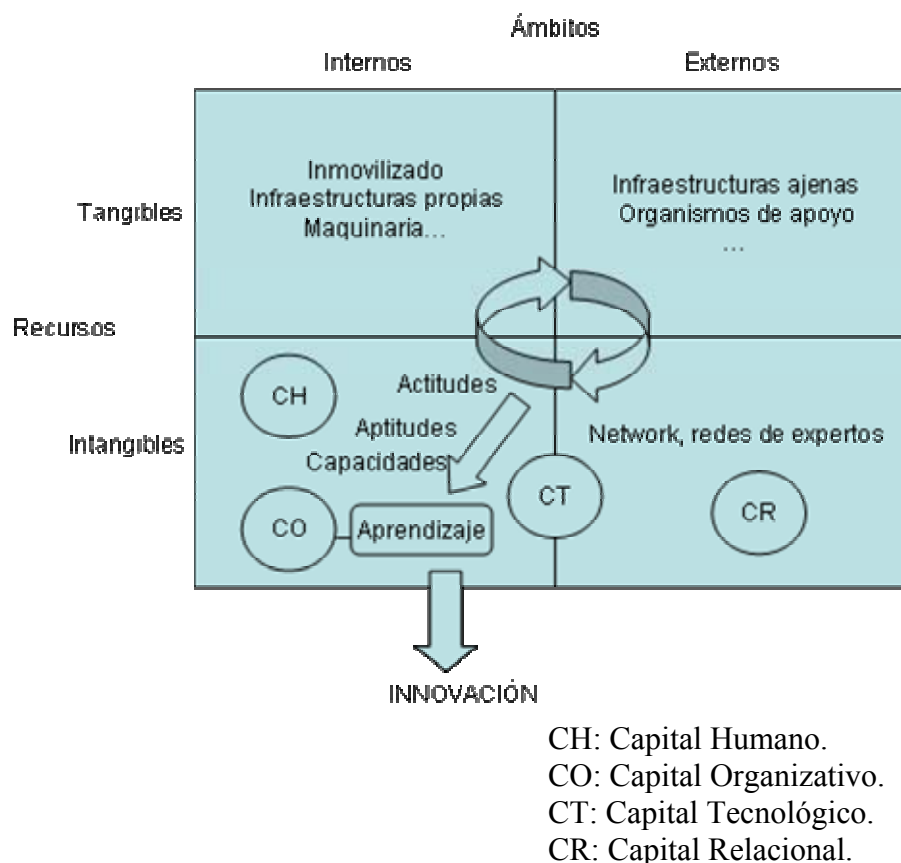 Ámbitos
Internos
Externos
Tangibles
Inmovilizado
Infraestructuras propias
Maquinaria…
Infraestructuras ajenas
Organismos de apoyo
…
Recursos
Intangibles
CH
Actitudes
Aptitudes
Capacidades
Network, redes de expertos
CO
Aprendizaje
CT
CR
INNOVACIÓN
CH: Capital Humano.
CO: Capital Organizativo.
CT: Capital Tecnológico.
CR: Capital Relacional.